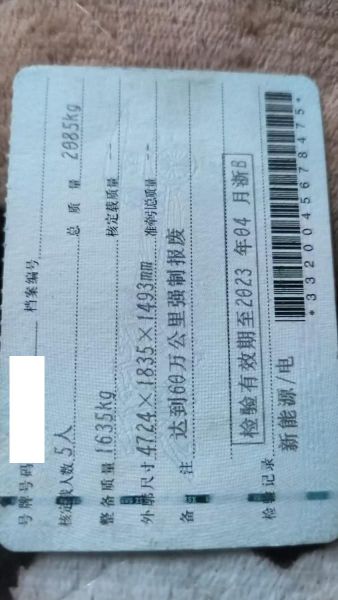 号牌号码 档案编号
核定载人数 5人 总质量 2085kg
整备质量 1635kg 核定载质量 --
外廓尺寸 4724×1835×1493mm 准牵引总质量 --
备注 达到60万公里强制报废
检验有效期至2023年04月浙B
检验记录
新能源/电
*3320045678475*